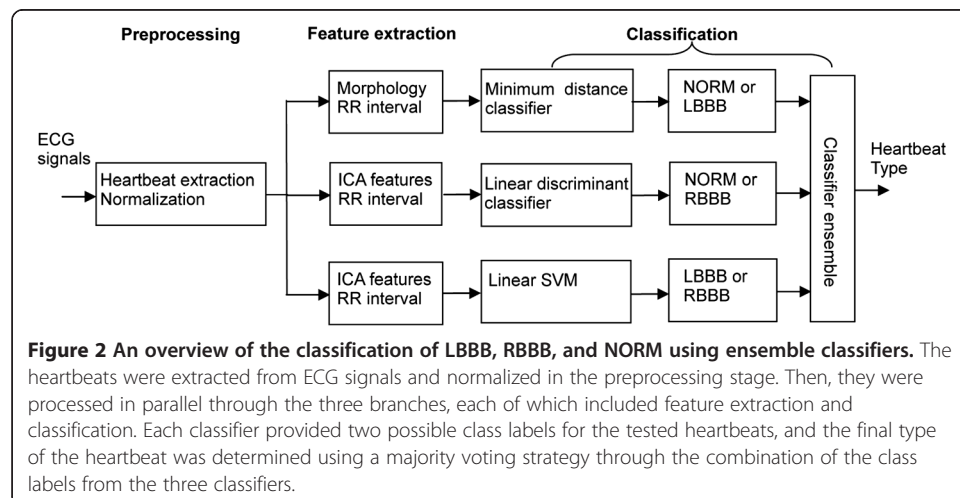 Preprocessing Feature extraction Classification
ECG
signals
Heartbeat extraction
Normalization
Morphology
RR interval
Minimum distance
classifier
NORM or
LBBB
ICA features
RR interval
Linear discriminant
classifier
NORM or
RBBB
ICA features
RR interval
Linear SVM
LBBB or
RBBB
Classifier ensemble
Heartbeat
Type
Figure 2 An overview of the classification of LBBB, RBBB, and NORM using ensemble classifiers. The
heartbeats were extracted from ECG signals and normalized in the preprocessing stage. Then, they were
processed in parallel through the three branches, each of which included feature extraction and
classification. Each classifier provided two possible class labels for the tested heartbeats, and the final type
of the heartbeat was determined using a majority voting strategy through the combination of the class
labels from the three classifiers.